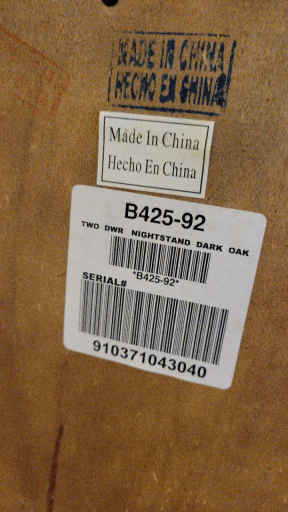 MADE IN CHINA
HECHO EN CHINA
Made In China
Hecho En China
B425-92
TWO DWR NIGHTSTAND DARK OAK
*B425-92*
SERIAL#
910371043040